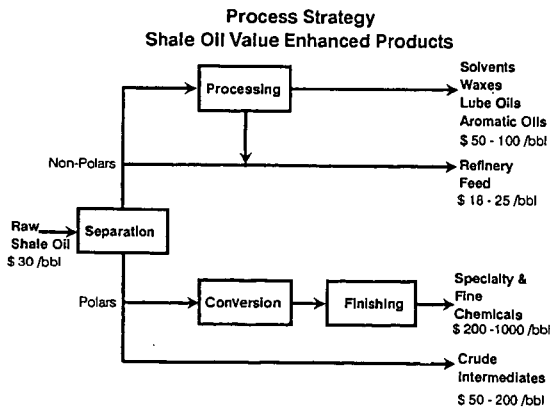 Process Strategy
Shale Oil Value Enhanced Products
Processing
Solvents
Waxes
Lube Oils
Aromatic Oils
$ 50 - 100 /bbl
Non-Polars
Refinery
Feed
$ 18 - 25 /bbl
Raw
Shale Oil
$ 30 /bbl
Separation
Polars
Conversion
Finishing
Specialty &
Fine
Chemicals
$ 200 -1000 /bbl
Crude
Intermediates
$ 50 - 200 /bbl